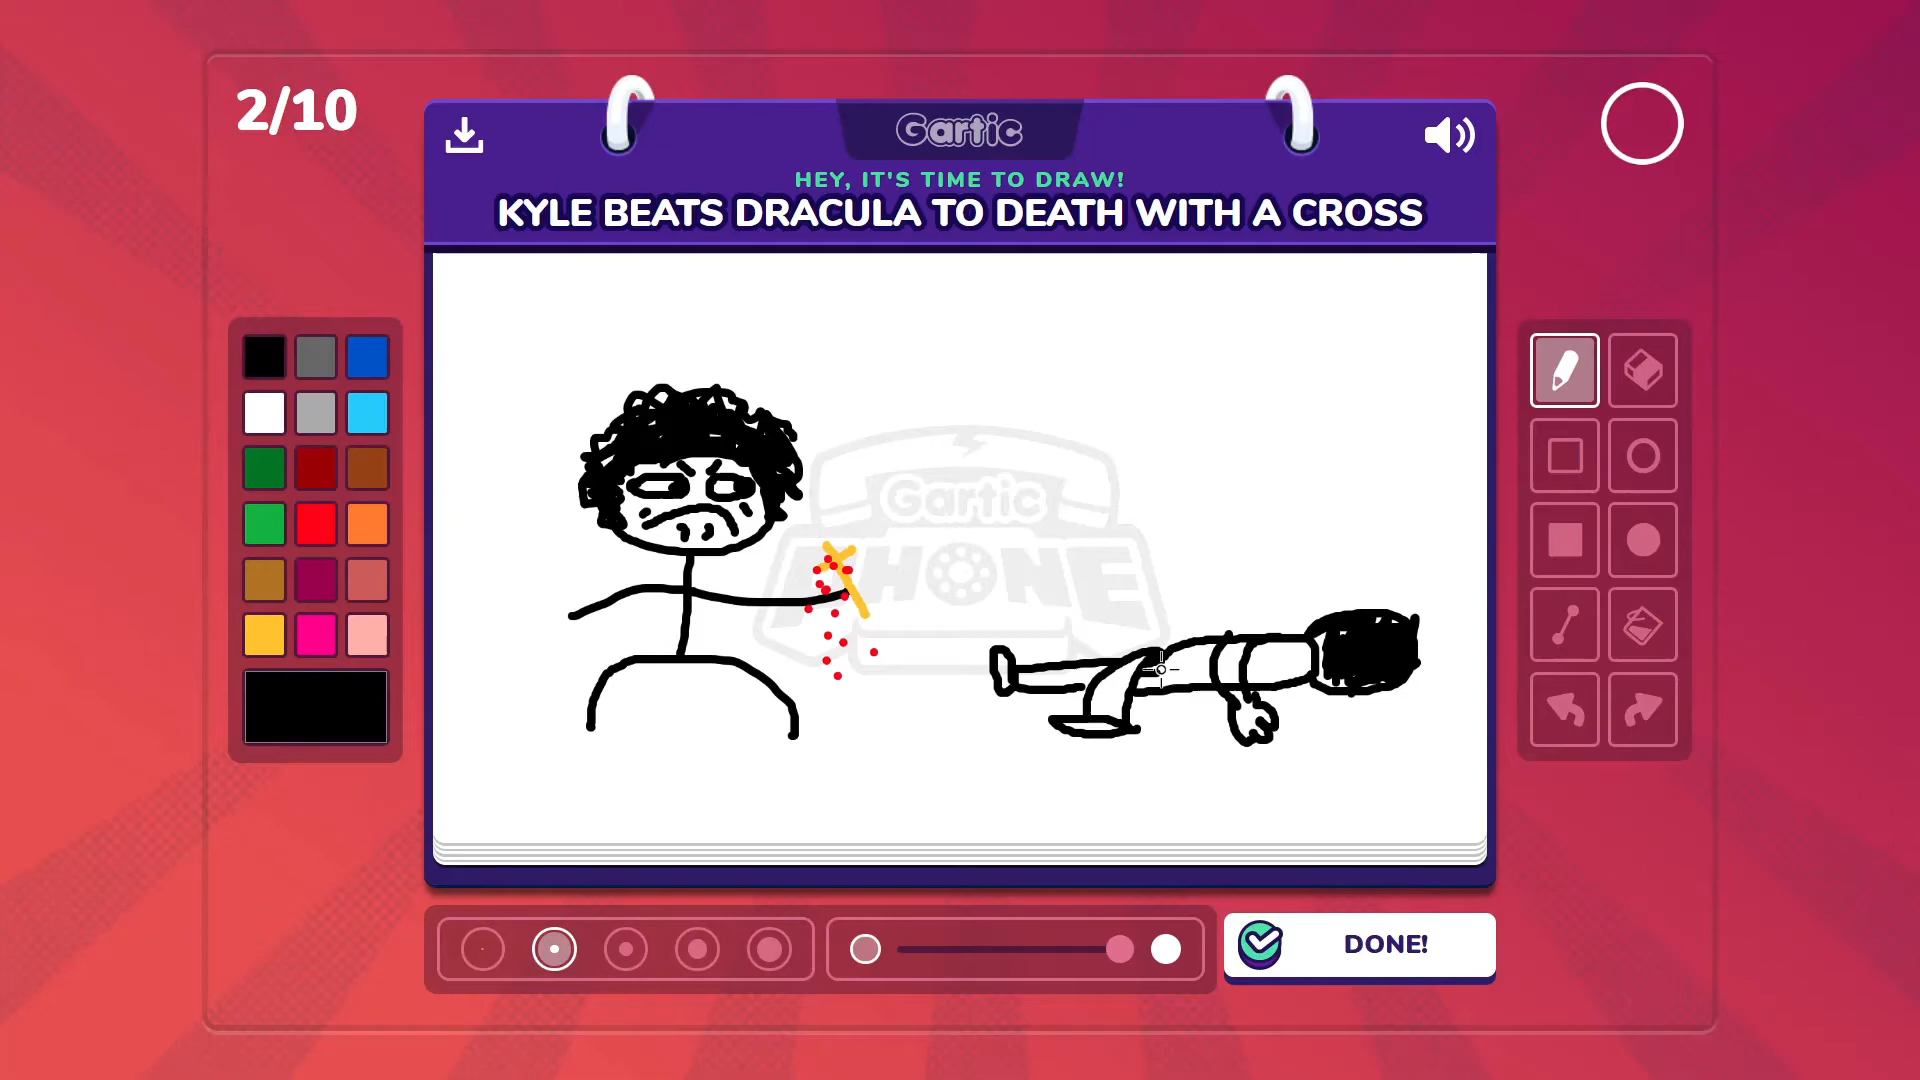 2/10
Gartic
HEY, IT'S TIME TO DRAW!
KYLE BEATS DRACULA TO DEATH WITH A CROSS
Gartic
PHONE
DONE!